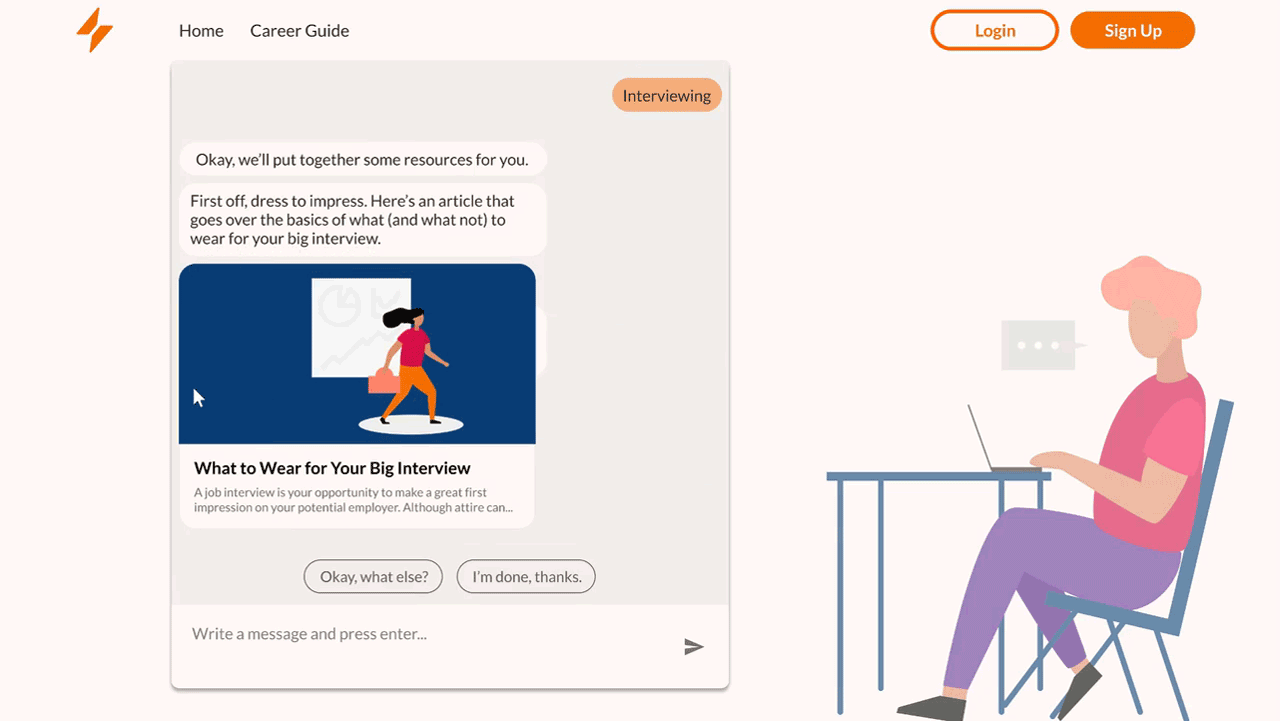 Home
Career Guide
Login
Sign Up
Interviewing
Okay, we'll put together some resources for you.
First off, dress to impress. Here's an article that
goes over the basics of what (and what not) to
wear for your big interview.
What to Wear for Your Big Interview
A job interview is your opportunity to make a great first
impression on your potential employer. Although attire can...
Okay, what else?
I'm done, thanks.
Write a message and press enter...